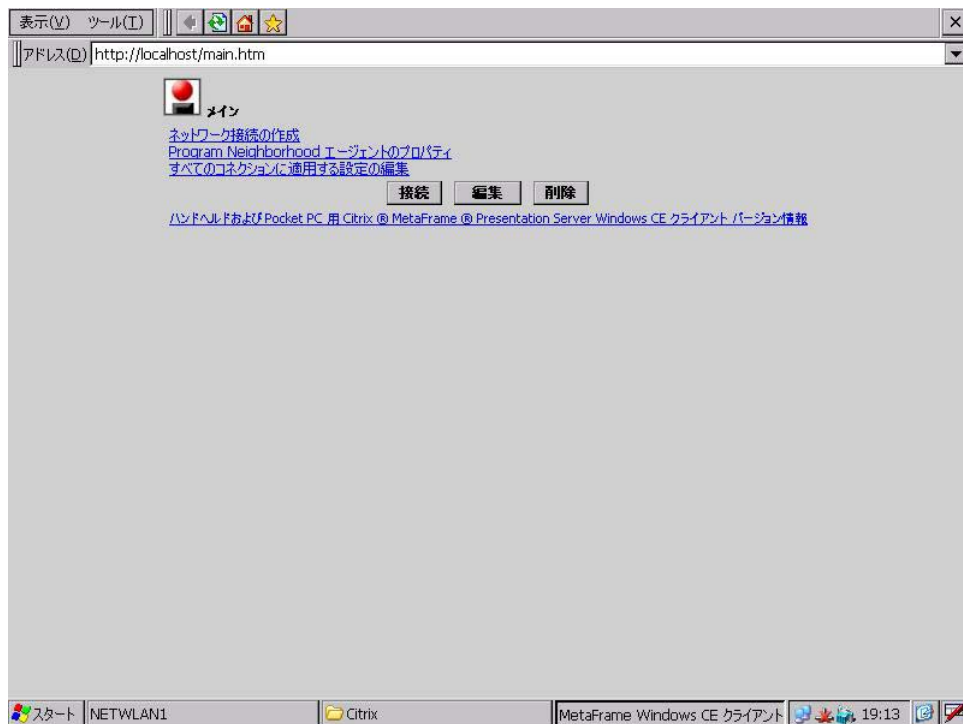 表示(V) ツール(T)
アドレス(D) http://localhost/main.htm
メイン
ネットワーク接続の作成
Program Neighborhood エージェントのプロパティ
すべてのコネクションに適用する設定の編集
接続 編集 削除
ハンドヘルドおよび Pocket PC 用 Citrix ® MetaFrame ® Presentation Server Windows CE クライアント バージョン情報
スタート NETWLAN1 Citrix MetaFrame Windows CE クライアント 19:13